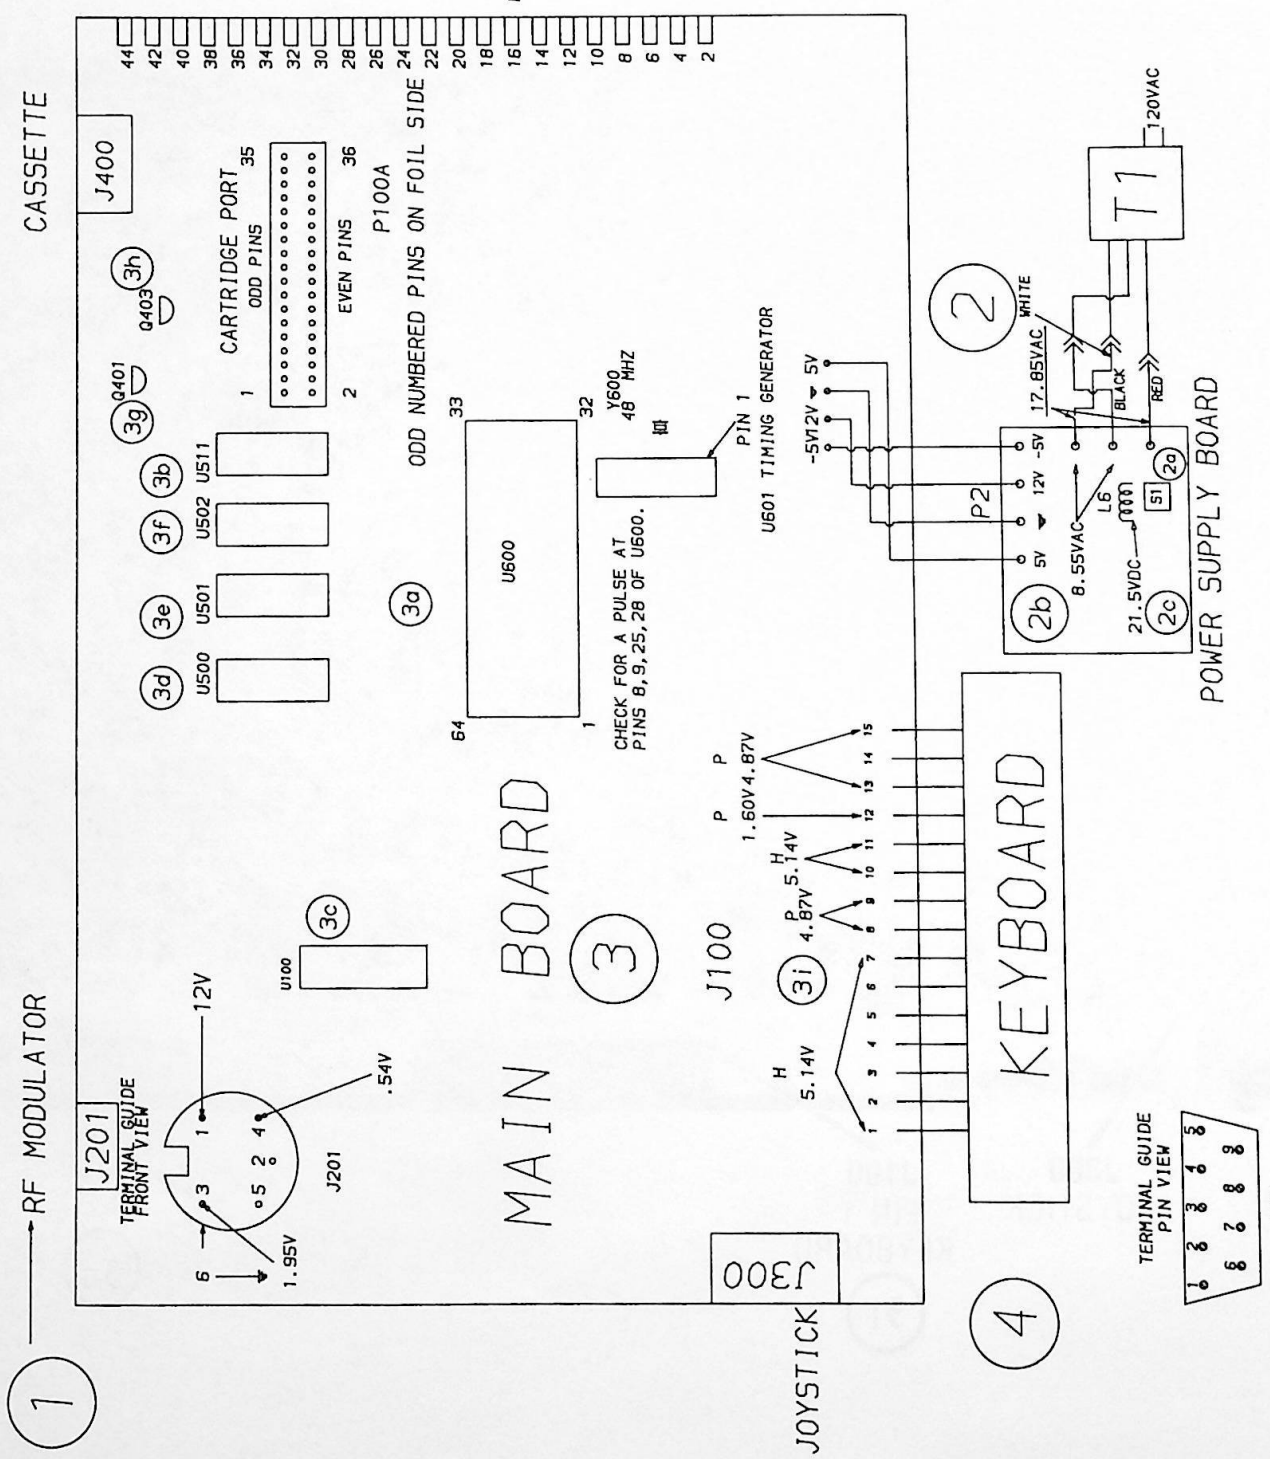 1
RF MODULATOR
CASSETTE
J201
TERMINAL GUIDE
FRONT VIEW
3
1
5
2
4
6
12V
.54V
1.95V
J201
J400
44
42
40
38
36
34
32
30
28
26
24
22
20
18
16
14
12
10
8
6
4
2
3g
Q401
3h
Q403
3d
U500
3e
U501
3f
U502
3b
U511
CARTRIDGE PORT
1
ODD PINS
35
2
EVEN PINS
36
P100A
ODD NUMBERED PINS ON FOIL SIDE
U100
3c
3a
64
33
U600
1
32
MAIN BOARD
3
CHECK FOR A PULSE AT
PINS 8,9,25,28 OF U600.
Y600
48 MHZ
PIN 1
U601 TIMING GENERATOR
-5V
12V
5V
J100
3i
H
5.14V
P
4.87V
H
5.14V
P
1.60V
P
4.87V
1
2
3
4
5
6
7
8
9
10
11
12
13
14
15
KEYBOARD
J300
JOYSTICK
4
TERMINAL GUIDE
PIN VIEW
1
2
3
4
5
6
7
8
9
2
P2
5V
12V
-5V
2b
8.55VAC
L6
21.5VDC
2c
S1
2a
17.85VAC
WHITE
BLACK
RED
T1
120VAC
POWER SUPPLY BOARD